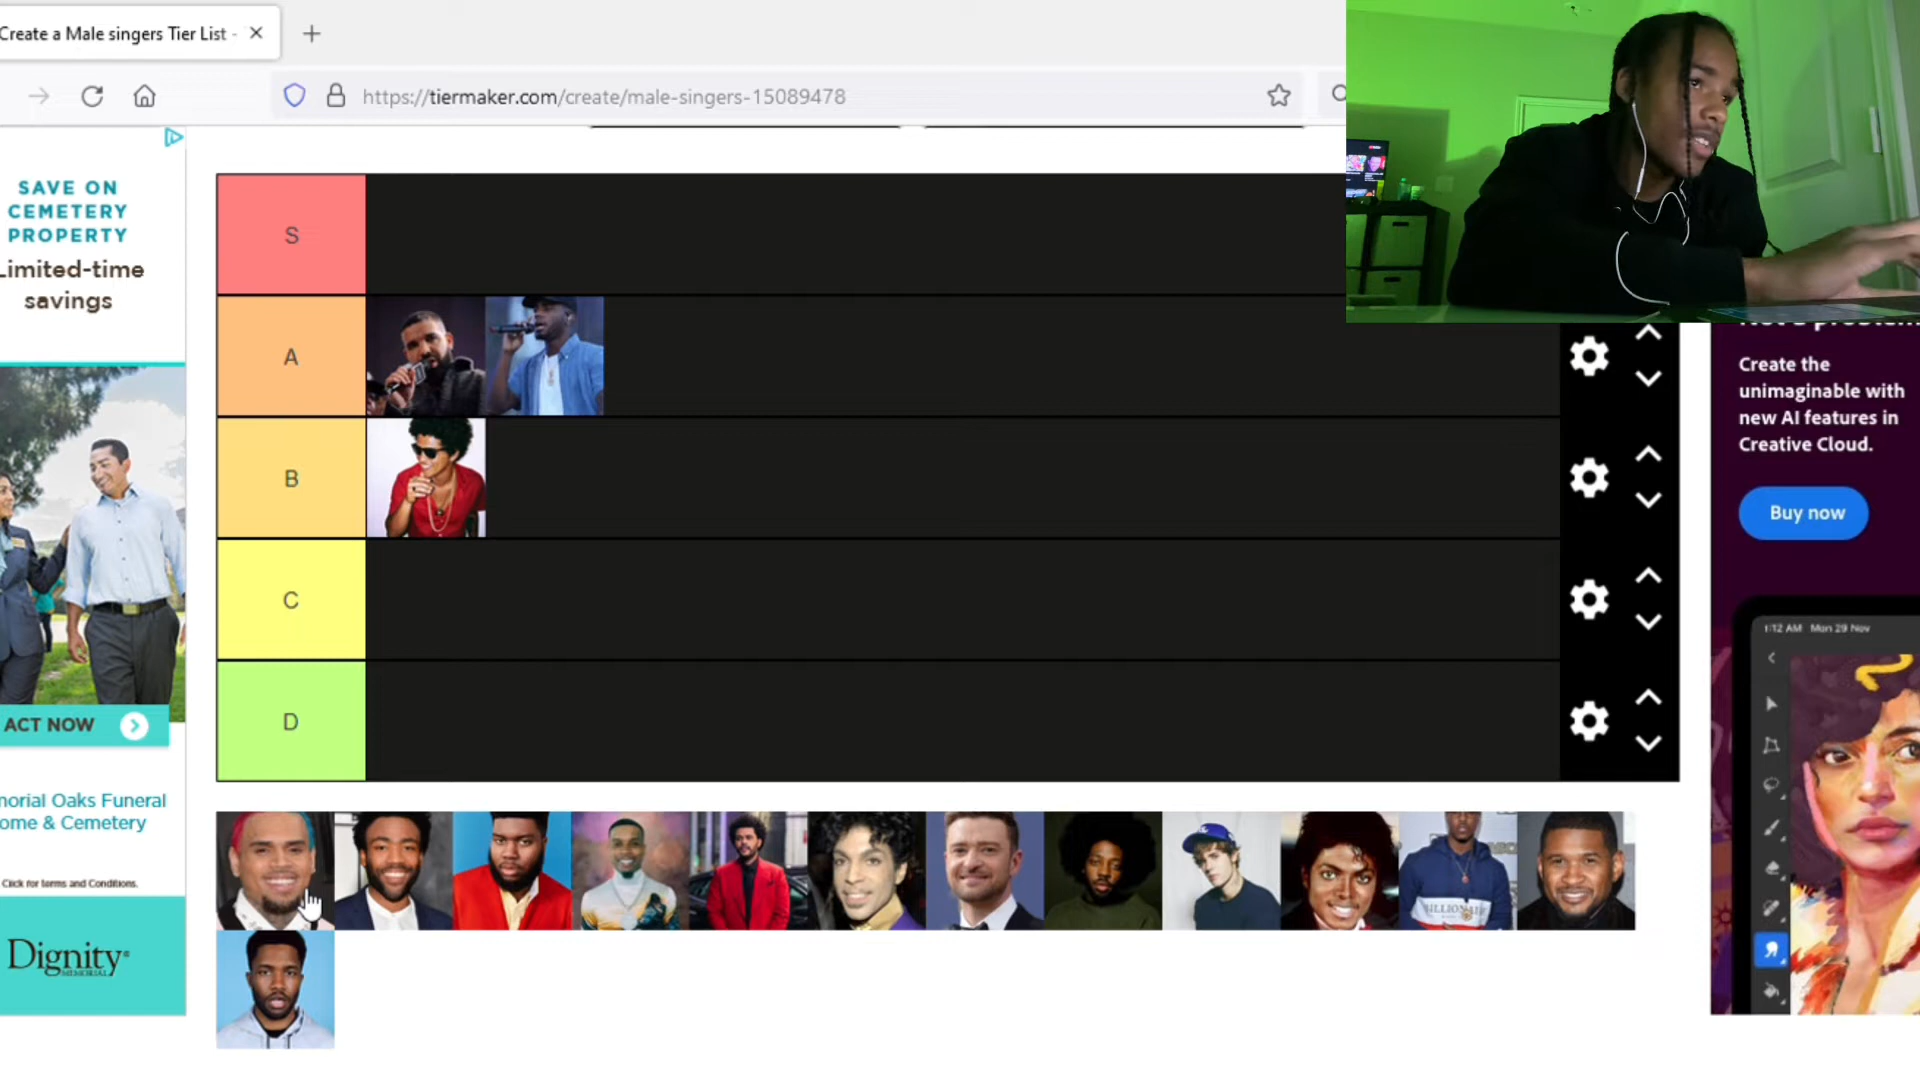 Create a Male singers Tier List -
https://tiermaker.com/create/male-singers-15089478
SAVE ON
CEMETERY
PROPERTY
Limited-time
savings
ACT NOW
morial Oaks Funeral
ome & Cemetery
Click for terms and Conditions.
Dignity
MEMORIAL
S
A
B
C
D
Create the
unimaginable with
new AI features in
Creative Cloud.
Buy now
1:12 AM Mon 29 Nov